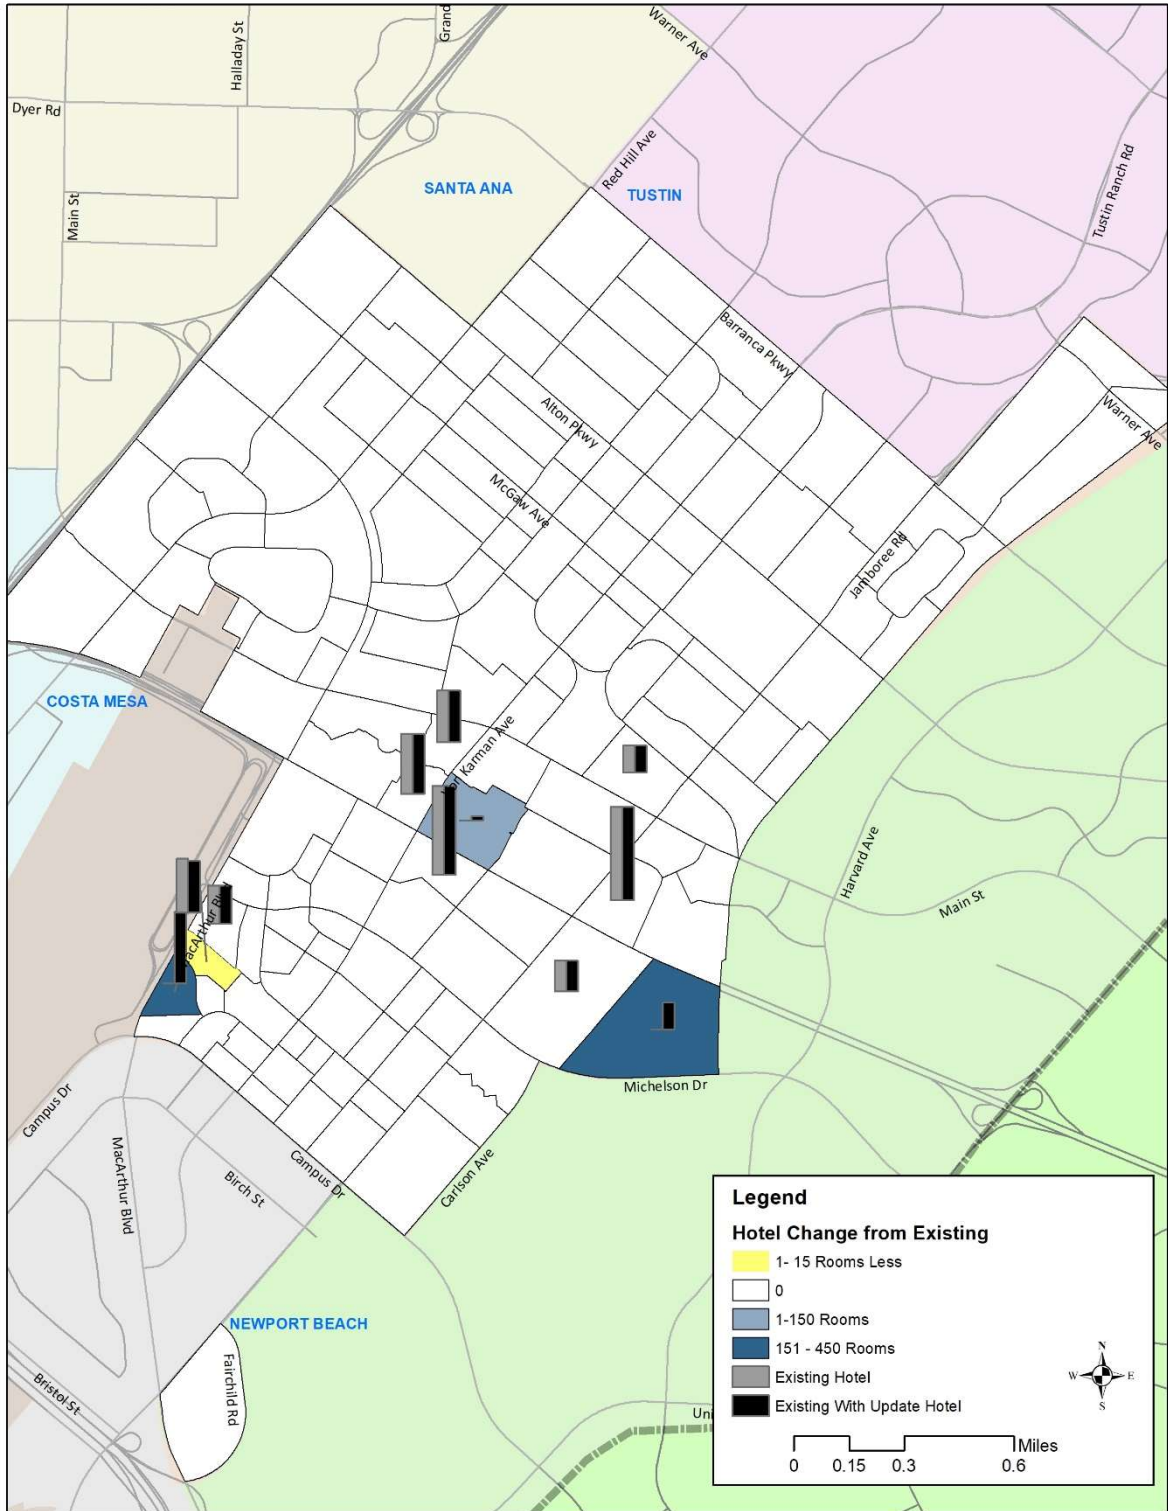 Grand
Halladay St
Warner Ave
Dyer Rd
Red Hill Ave
SANTA ANA
TUSTIN
Tustin Ranch Rd
Main St
Barranca Pkwy
Alton Pkwy
Warner Ave
McGaw Ave
Jamboree Rd
COSTA MESA
Von Karman Ave
Harvard Ave
Main St
MacArthur Blvd
Michelson Dr
Campus Dr
MacArthur Blvd
Birch St
Campus Dr
Carlson Ave
NEWPORT BEACH
Fairchild Rd
Bristol St
Uni
Legend
Hotel Change from Existing
1- 15 Rooms Less
0
1-150 Rooms
151 - 450 Rooms
Existing Hotel
Existing With Update Hotel
N
W E
S
Miles
0 0.15 0.3 0.6